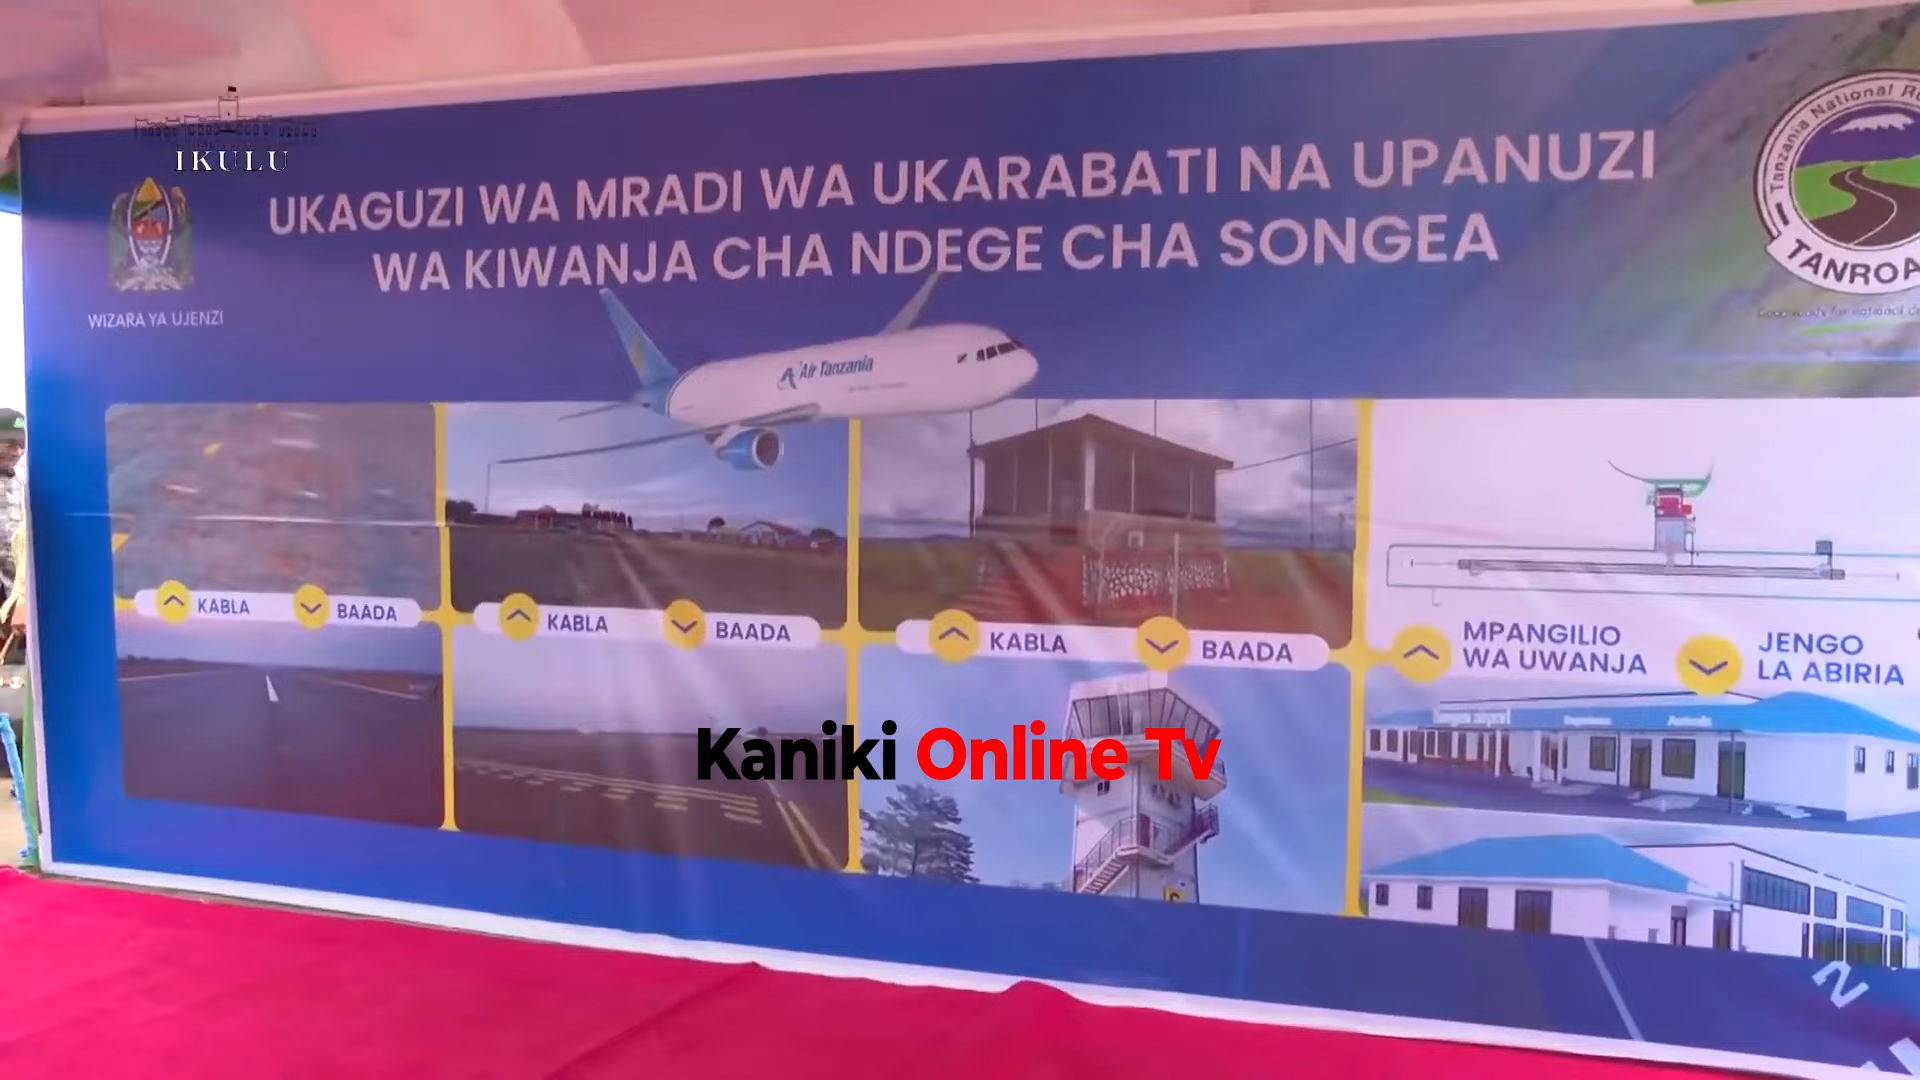 IKULU
WIZARA YA UJENZI
UKAGUZI WA MRADI WA UKARABATI NA UPANUZI
WA KIWANJA CHA NDEGE CHA SONGEA
Tanzania National
TANROA
Air Tanzania
KABLA
BAADA
KABLA
BAADA
KABLA
BAADA
MPANGILIO
WA UWANJA
JENGO
LA ABIRIA
Kaniki Online Tv